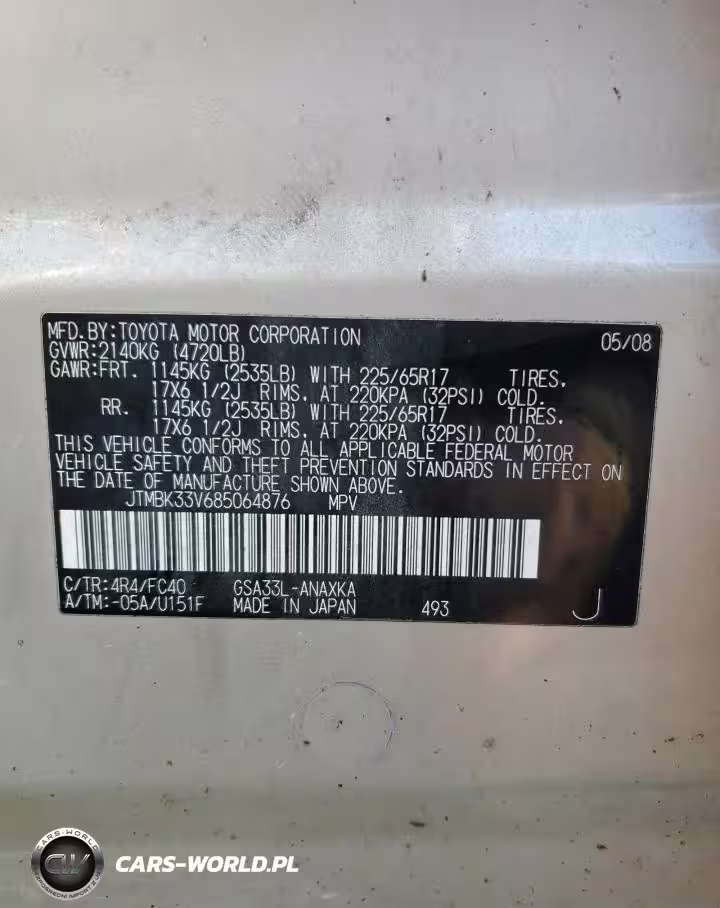 MFD.BY:TOYOTA MOTOR CORPORATION 05/08
GVWR:2140KG (4720LB)
GAWR:FRT. 1145KG (2535LB) WITH 225/65R17 TIRES,
17X6 1/2J RIMS, AT 220KPA (32PSI) COLD.
RR. 1145KG (2535LB) WITH 225/65R17 TIRES,
17X6 1/2J RIMS, AT 220KPA (32PSI) COLD.
THIS VEHICLE CONFORMS TO ALL APPLICABLE FEDERAL MOTOR
VEHICLE SAFETY AND THEFT PREVENTION STANDARDS IN EFFECT ON
THE DATE OF MANUFACTURE SHOWN ABOVE.
JTMBK33V685064876 MPV
C/TR:4R4/FC40 GSA33L-ANAXKA
A/TM:-05A/U151F MADE IN JAPAN 493 J
CARS-WORLD
CW
CARS-WORLD.PL